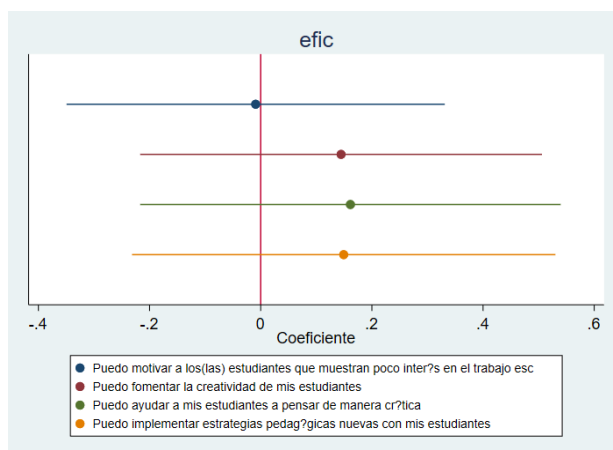 efic
-.4 -.2 0 .2 .4 .6
Coeficiente
Puedo motivar a los(las) estudiantes que muestran poco inter?s en el trabajo esc
Puedo fomentar la creatividad de mis estudiantes
Puedo ayudar a mis estudiantes a pensar de manera cr?tica
Puedo implementar estrategias pedag?gicas nuevas con mis estudiantes